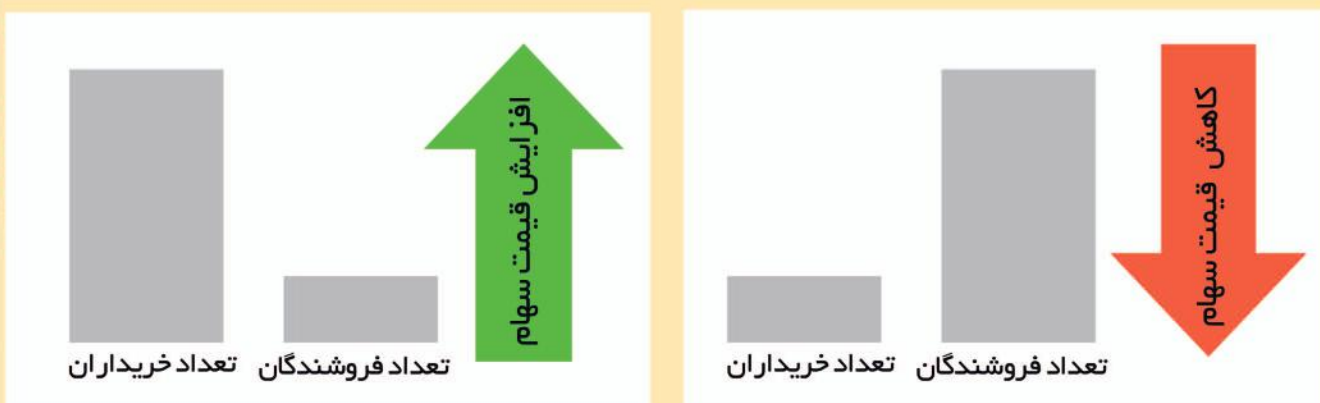 افزایش قیمت سهام
تعداد خریداران
تعداد فروشندگان
کاهش قیمت سهام
تعداد خریداران
تعداد فروشندگان